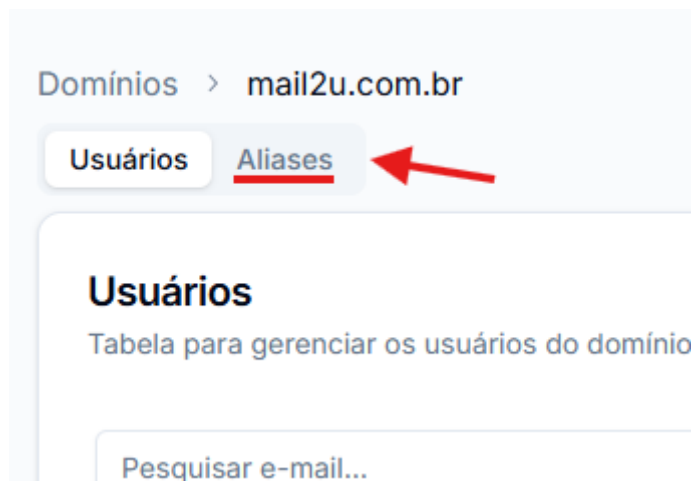 Domínios > mail2u.com.br
Usuários Aliases
Usuários
Tabela para gerenciar os usuários do domínio
Pesquisar e-mail...